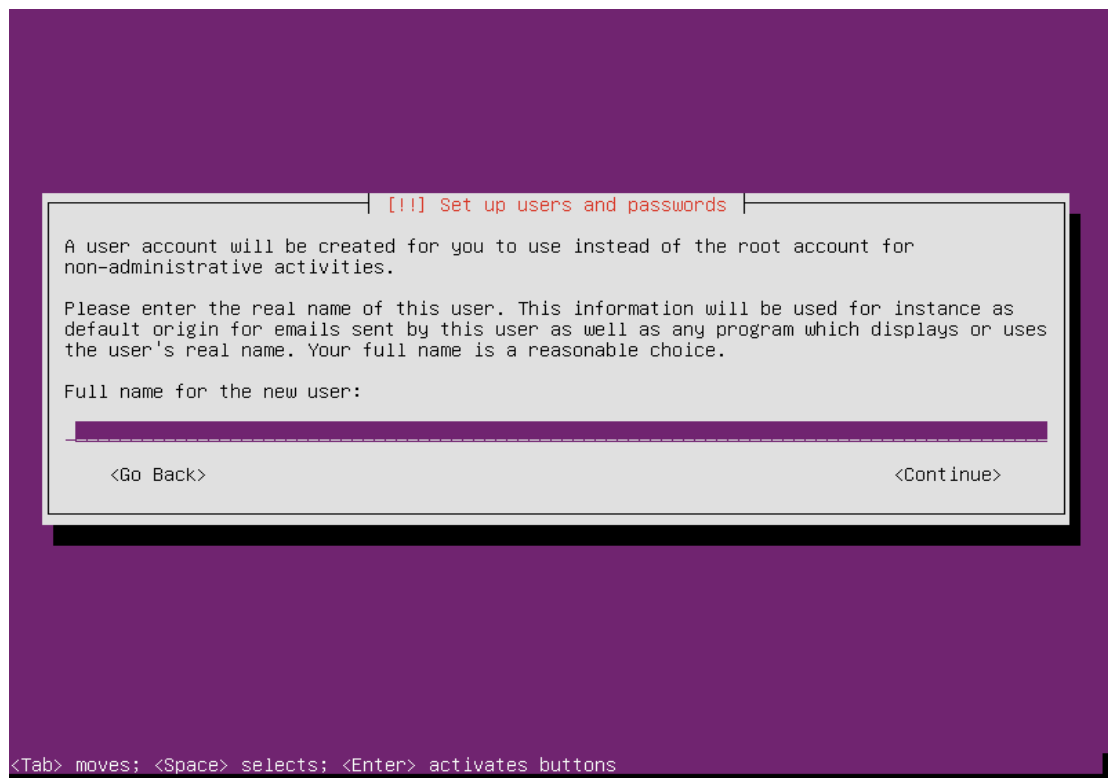 [!!] Set up users and passwords
A user account will be created for you to use instead of the root account for
non-administrative activities.
Please enter the real name of this user. This information will be used for instance as
default origin for emails sent by this user as well as any program which displays or uses
the user's real name. Your full name is a reasonable choice.
Full name for the new user:
<Go Back> <Continue>
<Tab> moves; <Space> selects; <Enter> activates buttons